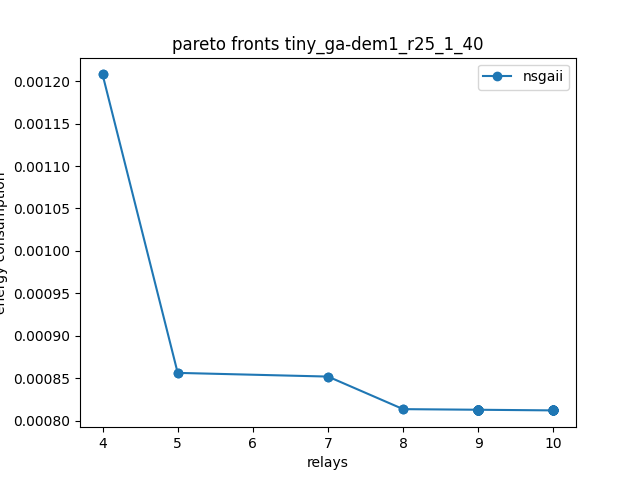 pareto fronts tiny_ga-dem1_r25_1_40
nsgaii
0.00120
0.00115
0.00110
0.00105
0.00100
0.00095
0.00090
0.00085
0.00080
energy consumption
4 5 6 7 8 9 10
relays